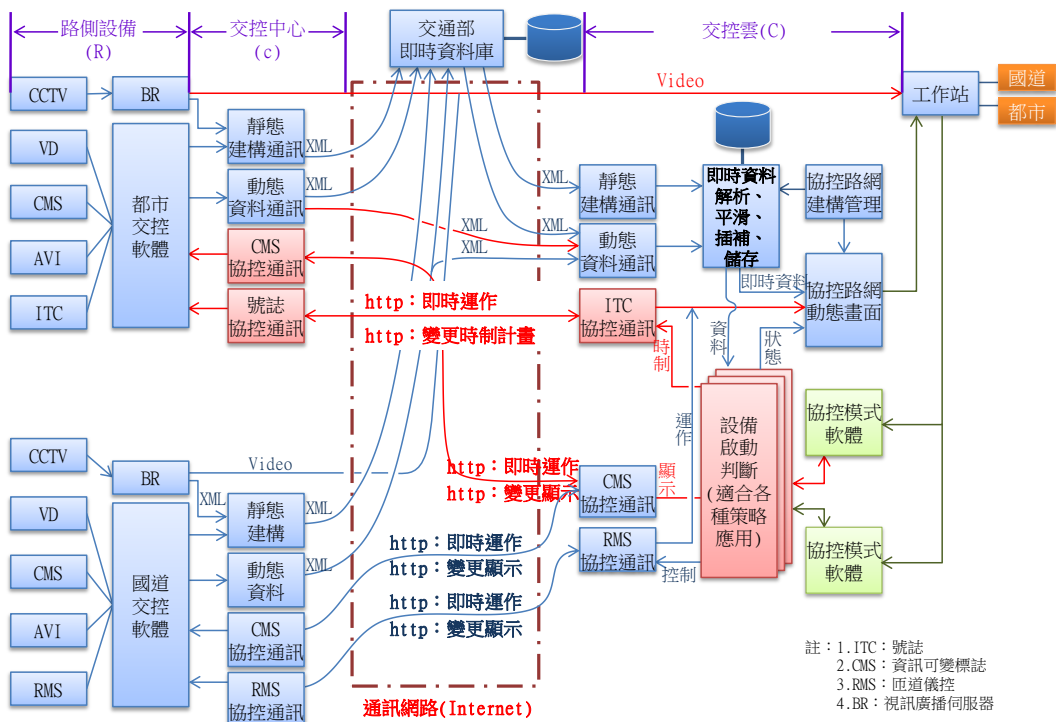 路側設備
(R)
交控中心
(c)
交通部
即時資料庫
交控雲(C)
國道
都市
工作站
Video
CCTV
BR
VD
CMS
AVI
ITC
都市
交控
軟體
靜態
建構通訊
XML
動態
資料通訊
XML
CMS
協控通訊
號誌
協控通訊
XML
XML
http：即時運作
http：變更時制計畫
XML
XML
靜態
建構通訊
動態
資料通訊
ITC
協控通訊
即時資料
解析、
平滑、
插補、
儲存
協控路網
建構管理
即時資料
協控路網
動態畫面
資料
狀態
時制
運作
設備
啟動
判斷
(適合各
種策略
應用)
協控模式
軟體
協控模式
軟體
CCTV
BR
Video
VD
CMS
AVI
RMS
國道
交控
軟體
XML
靜態
建構
XML
動態
資料
XML
CMS
協控通訊
RMS
協控通訊
http：即時運作
http：變更顯示
http：即時運作
http：變更顯示
http：即時運作
http：變更顯示
CMS
協控通訊
顯示
RMS
協控通訊
控制
通訊網路(Internet)
註：1.ITC：號誌
2.CMS：資訊可變標誌
3.RMS：匝道儀控
4.BR：視訊廣播伺服器